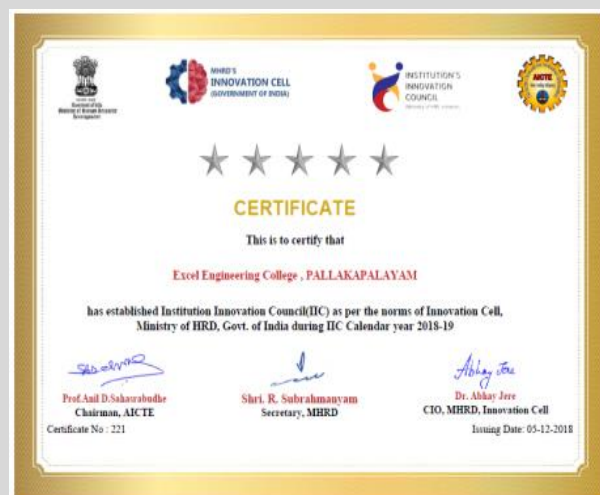 MHRD'S
INNOVATION CELL
(GOVERNMENT OF INDIA)
INSTITUTION'S
INNOVATION
COUNCIL
AICTE
CERTIFICATE
This is to certify that
Excel Engineering College , PALLAKAPALAYAM
has established Institution Innovation Council(IIC) as per the norms of Innovation Cell,
Ministry of HRD, Govt. of India during IIC Calendar year 2018-19
Abhay Jere
Prof.Anil D.Sahasrabudhe
Chairman, AICTE
Shri. R. Subrahmanyam
Secretary, MHRD
Dr. Abhay Jere
CIO, MHRD, Innovation Cell
Certificate No : 221
Issuing Date: 05-12-2018